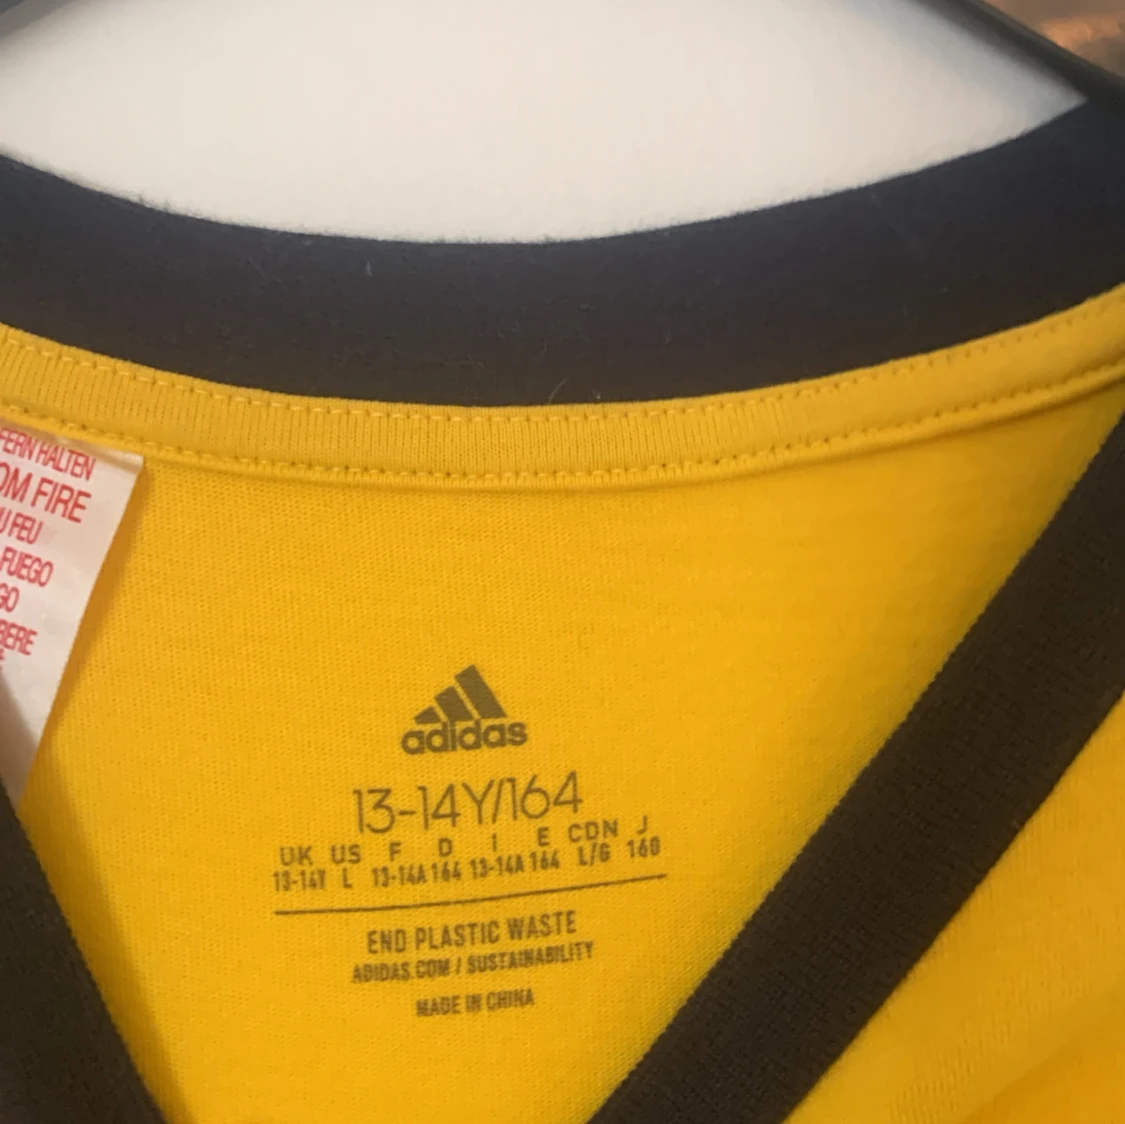 FERN HALTEN
OM FIRE
U FEU
FUEGO
GO
BERE
adidas
13-14Y/164
UK US F D I E CDN J
13-14Y L 13-14A 164 13-14A 164 L/G 160
END PLASTIC WASTE
ADIDAS.COM / SUSTAINABILITY
MADE IN CHINA